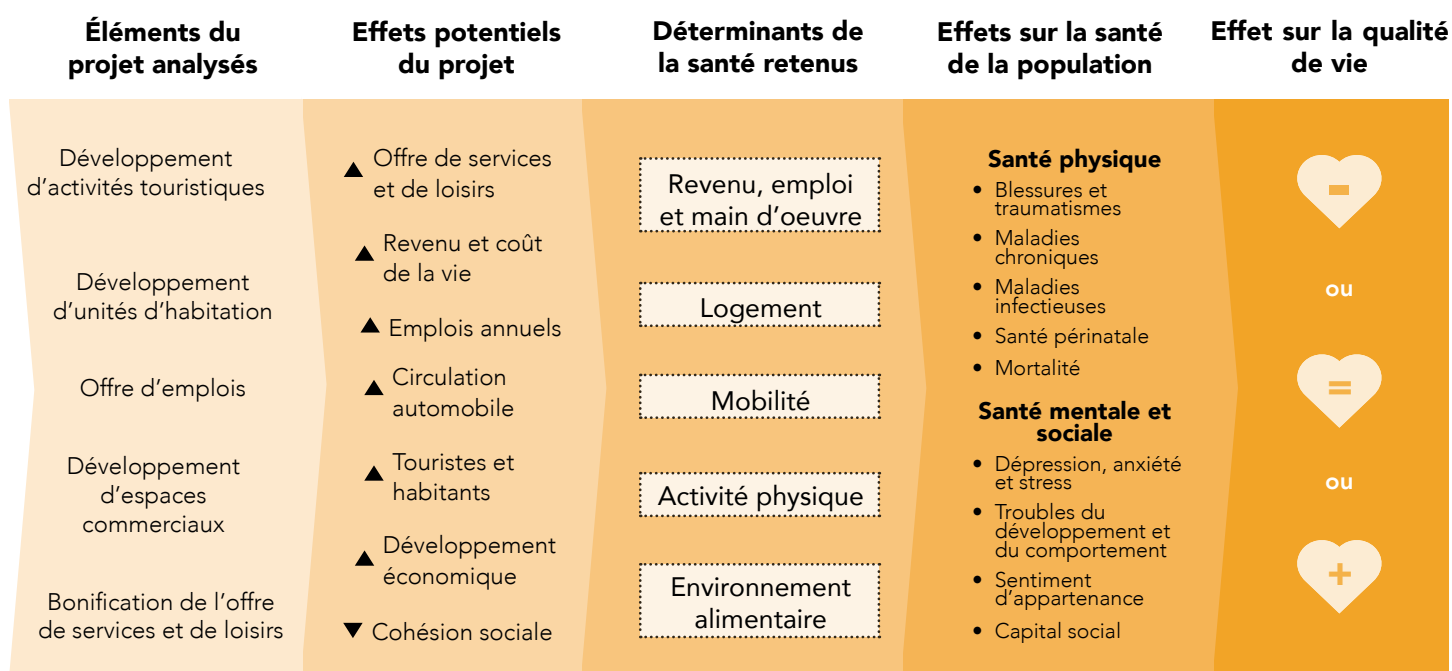 Éléments du
projet analysés
Effets potentiels
du projet
Déterminants de
la santé retenus
Effets sur la santé
de la population
Effet sur la qualité
de vie
Développement
d'activités touristiques
Développement
d'unités d'habitation
Offre d'emplois
Développement
d'espaces
commerciaux
Bonification de l'offre
de services et de loisirs
▲ Offre de services
et de loisirs
▲ Revenu et coût
de la vie
▲ Emplois annuels
▲ Circulation
automobile
▲ Touristes et
habitants
▲ Développement
économique
▼ Cohésion sociale
Revenu, emploi
et main d'oeuvre
Logement
Mobilité
Activité physique
Environnement
alimentaire
Santé physique
• Blessures et
traumatismes
• Maladies
chroniques
• Maladies
infectieuses
• Santé périnatale
• Mortalité
Santé mentale et
sociale
• Dépression, anxiété
et stress
• Troubles du
développement et
du comportement
• Sentiment
d'appartenance
• Capital social
-
ou
=
ou
+